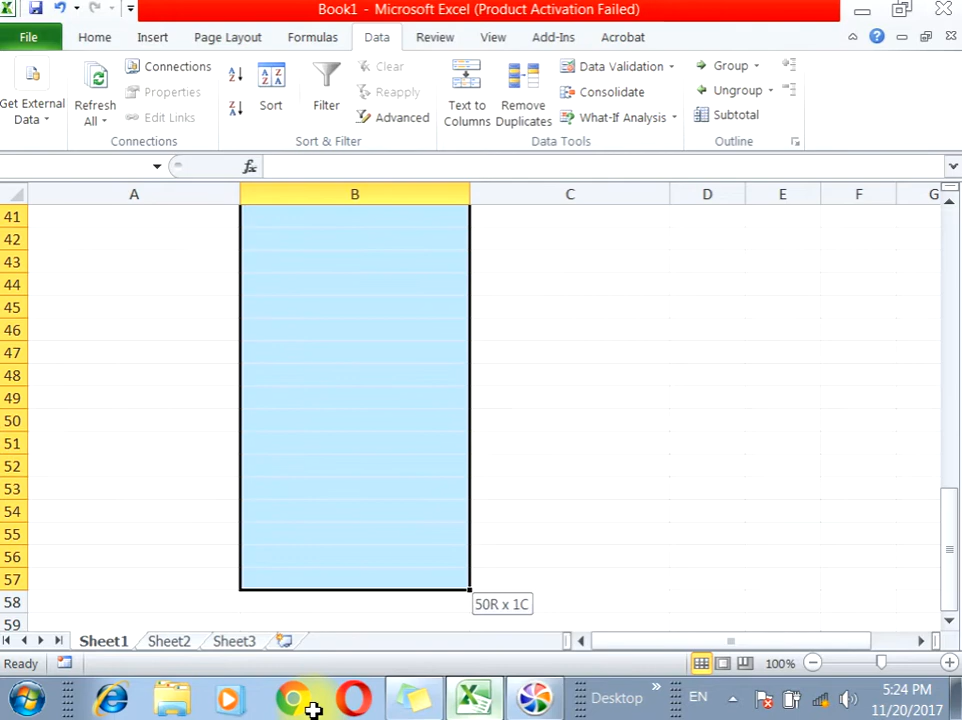 Book1 - Microsoft Excel (Product Activation Failed)
File Home Insert Page Layout Formulas Data Review View Add-Ins Acrobat
Get External Data
Refresh All
Connections
Properties
Edit Links
Connections
Sort
Filter
Clear
Reapply
Advanced
Sort & Filter
Text to Columns
Remove Duplicates
Data Validation
Consolidate
What-If Analysis
Data Tools
Group
Ungroup
Subtotal
Outline
fx
A B C D E F G
41
42
43
44
45
46
47
48
49
50
51
52
53
54
55
56
57
58
59
50R x 1C
Sheet1 Sheet2 Sheet3
Ready
100%
Desktop
EN
5:24 PM
11/20/2017